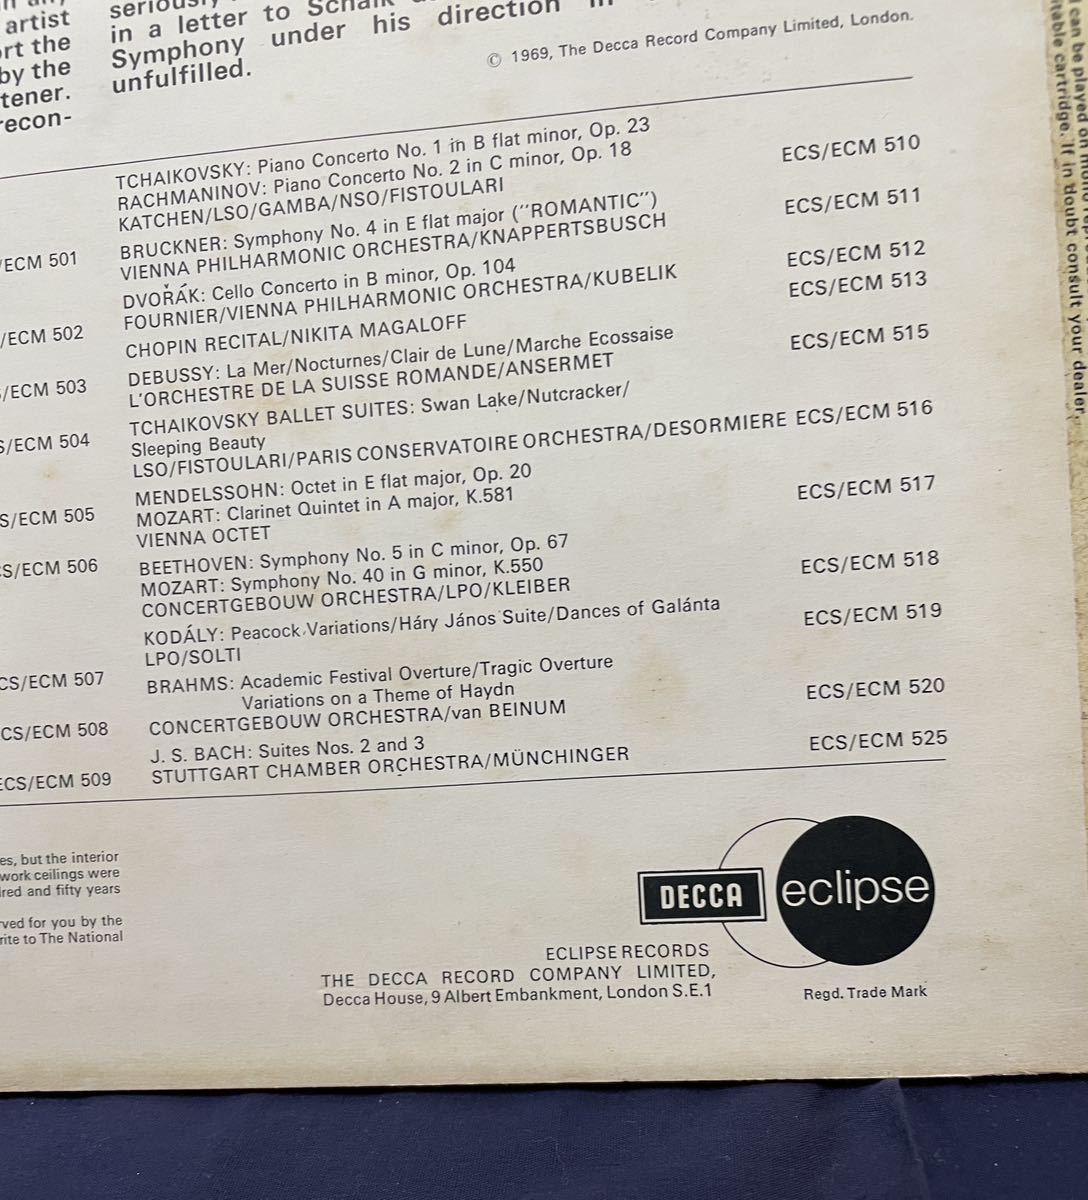 artist
ort the
by the
tener.
recon-
seriously
in a letter to Schalk
Symphony under his direction in
unfulfilled.
© 1969, The Decca Record Company Limited, London.
/ECM 501
/ECM 502
/ECM 503
S/ECM 504
S/ECM 505
CS/ECM 506
CS/ECM 507
CS/ECM 508
ECS/ECM 509
TCHAIKOVSKY: Piano Concerto No. 1 in B flat minor, Op. 23
RACHMANINOV: Piano Concerto No. 2 in C minor, Op. 18
KATCHEN/LSO/GAMBA/NSO/FISTOULARI ECS/ECM 510
BRUCKNER: Symphony No. 4 in E flat major ("ROMANTIC")
VIENNA PHILHARMONIC ORCHESTRA/KNAPPERTSBUSCH ECS/ECM 511
DVOŘÁK: Cello Concerto in B minor, Op. 104
FOURNIER/VIENNA PHILHARMONIC ORCHESTRA/KUBELIK ECS/ECM 512
CHOPIN RECITAL/NIKITA MAGALOFF ECS/ECM 513
DEBUSSY: La Mer/Nocturnes/Clair de Lune/Marche Ecossaise
L'ORCHESTRE DE LA SUISSE ROMANDE/ANSERMET ECS/ECM 515
TCHAIKOVSKY BALLET SUITES: Swan Lake/Nutcracker/
Sleeping Beauty
LSO/FISTOULARI/PARIS CONSERVATOIRE ORCHESTRA/DESORMIERE ECS/ECM 516
MENDELSSOHN: Octet in E flat major, Op. 20
MOZART: Clarinet Quintet in A major, K.581
VIENNA OCTET ECS/ECM 517
BEETHOVEN: Symphony No. 5 in C minor, Op. 67
MOZART: Symphony No. 40 in G minor, K.550
CONCERTGEBOUW ORCHESTRA/LPO/KLEIBER ECS/ECM 518
KODÁLY: Peacock Variations/Háry János Suite/Dances of Galánta
LPO/SOLTI ECS/ECM 519
BRAHMS: Academic Festival Overture/Tragic Overture
Variations on a Theme of Haydn
CONCERTGEBOUW ORCHESTRA/van BEINUM ECS/ECM 520
J. S. BACH: Suites Nos. 2 and 3
STUTTGART CHAMBER ORCHESTRA/MÜNCHINGER ECS/ECM 525
es, but the interior
work ceilings were
lred and fifty years
ved for you by the
rite to The National
DECCA eclipse
ECLIPSE RECORDS
THE DECCA RECORD COMPANY LIMITED,
Decca House, 9 Albert Embankment, London S.E.1
Regd. Trade Mark
can be played on mono
itable cartridge. If in doubt consult your dealer.